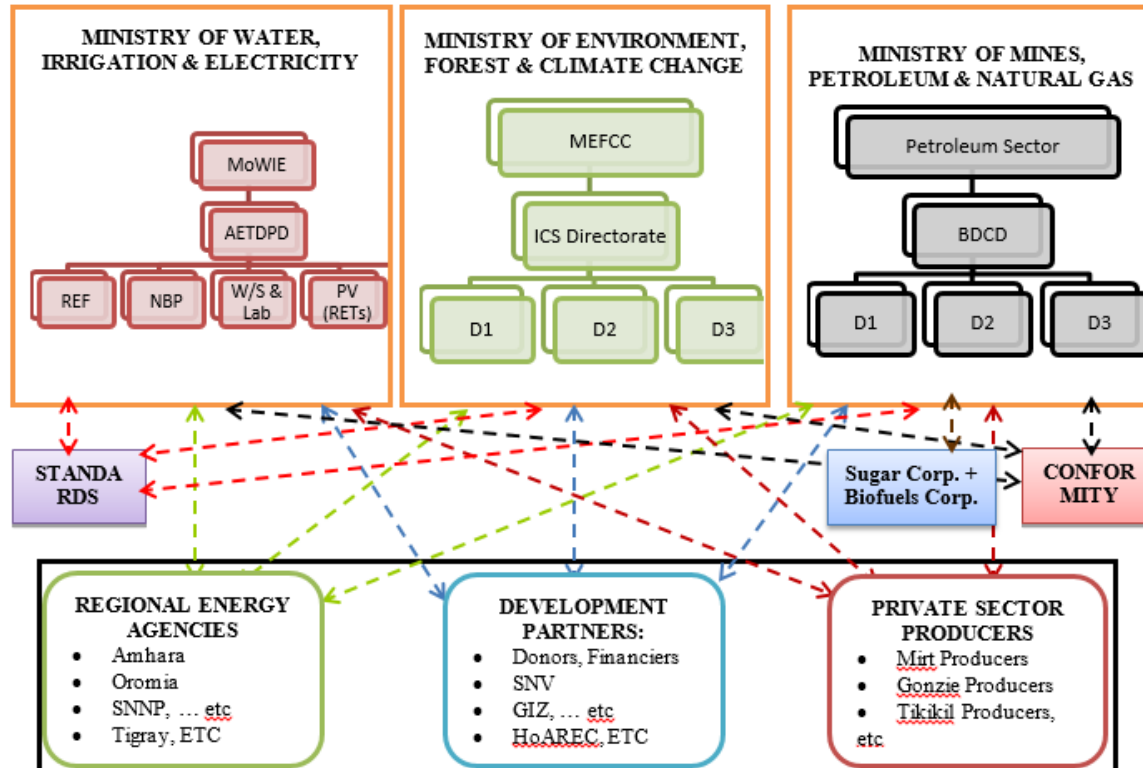 MINISTRY OF WATER,
IRRIGATION & ELECTRICITY
MoWIE
AETDPD
REF
NBP
W/S &
Lab
PV
(RETs)
MINISTRY OF ENVIRONMENT,
FOREST & CLIMATE CHANGE
MEFCC
ICS Directorate
D1
D2
D3
MINISTRY OF MINES,
PETROLEUM & NATURAL GAS
Petroleum Sector
BDCD
D1
D2
D3
STANDA
RDS
Sugar Corp. +
Biofuels Corp.
CONFOR
MITY
REGIONAL ENERGY
AGENCIES
• Amhara
• Oromia
• SNNP, … etc
• Tigray, ETC
DEVELOPMENT
PARTNERS:
• Donors, Financiers
• SNV
• GIZ, … etc
• HoAREC, ETC
PRIVATE SECTOR
PRODUCERS
• Mirt Producers
• Gonzie Producers
• Tikikil Producers,
etc